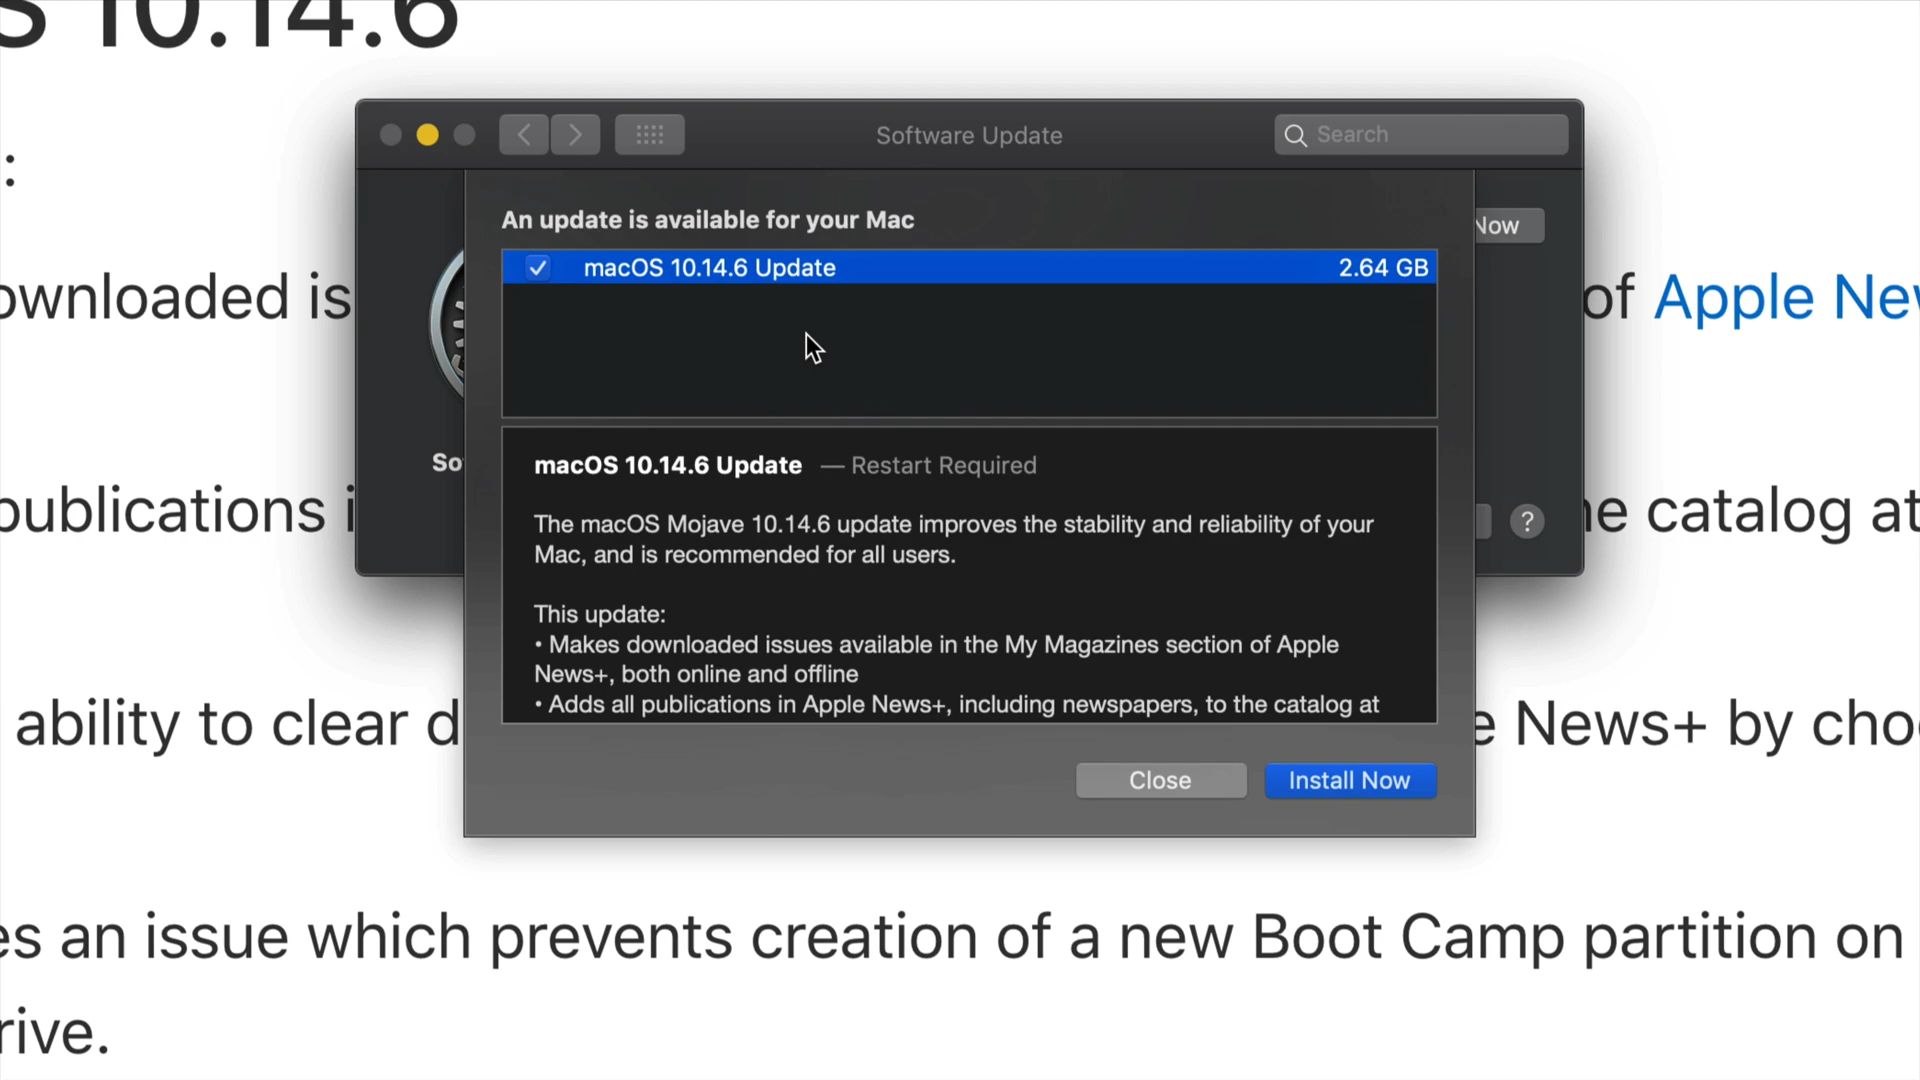 S 10.14.6
:
Software Update
Search
An update is available for your Mac
Now
macOS 10.14.6 Update 2.64 GB
ownloaded is
of Apple New
So
macOS 10.14.6 Update — Restart Required
publications i
?
e catalog at
The macOS Mojave 10.14.6 update improves the stability and reliability of your
Mac, and is recommended for all users.
This update:
• Makes downloaded issues available in the My Magazines section of Apple
News+, both online and offline
• Adds all publications in Apple News+, including newspapers, to the catalog at
ability to clear d
e News+ by cho
Close Install Now
es an issue which prevents creation of a new Boot Camp partition on
rive.